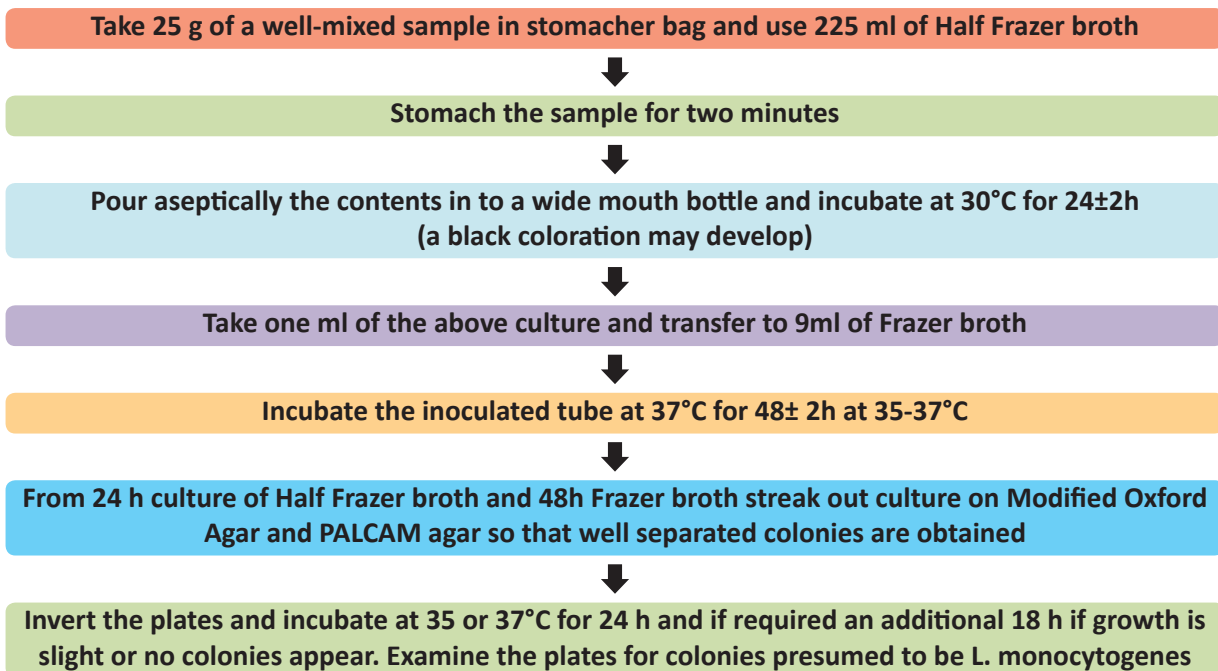 Take 25 g of a well-mixed sample in stomacher bag and use 225 ml of Half Frazer broth
Stomach the sample for two minutes
Pour aseptically the contents in to a wide mouth bottle and incubate at 30°C for 24±2h
(a black coloration may develop)
Take one ml of the above culture and transfer to 9ml of Frazer broth
Incubate the inoculated tube at 37°C for 48± 2h at 35-37°C
From 24 h culture of Half Frazer broth and 48h Frazer broth streak out culture on Modified Oxford
Agar and PALCAM agar so that well separated colonies are obtained
Invert the plates and incubate at 35 or 37°C for 24 h and if required an additional 18 h if growth is
slight or no colonies appear. Examine the plates for colonies presumed to be L. monocytogenes